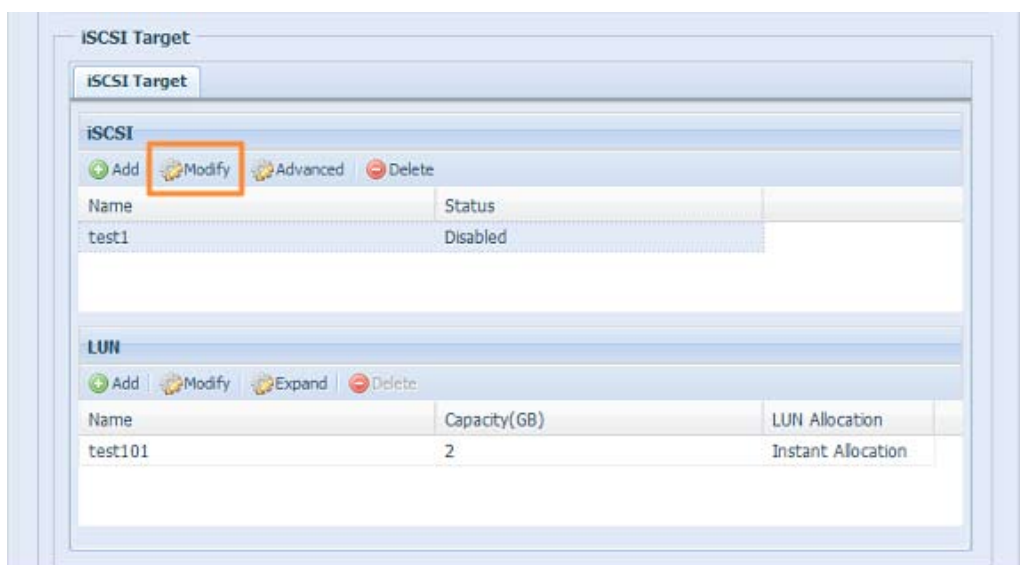 iSCSI Target
iSCSI Target
iSCSI
Add Modify Advanced Delete
Name Status
test1 Disabled
LUN
Add Modify Expand Delete
Name Capacity(GB) LUN Allocation
test101 2 Instant Allocation